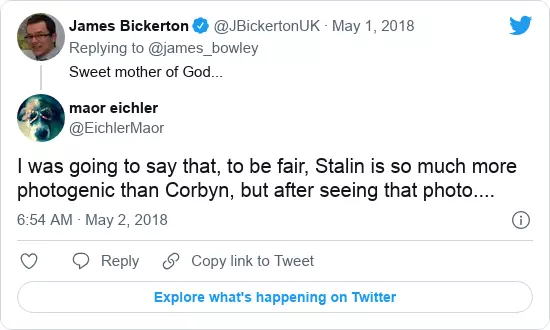 James Bickerton @JBickertonUK · May 1, 2018
Replying to @james_bowley
Sweet mother of God...
maor eichler
@EichlerMaor
I was going to say that, to be fair, Stalin is so much more
photogenic than Corbyn, but after seeing that photo....
6:54 AM · May 2, 2018
Reply
Copy link to Tweet
Explore what's happening on Twitter